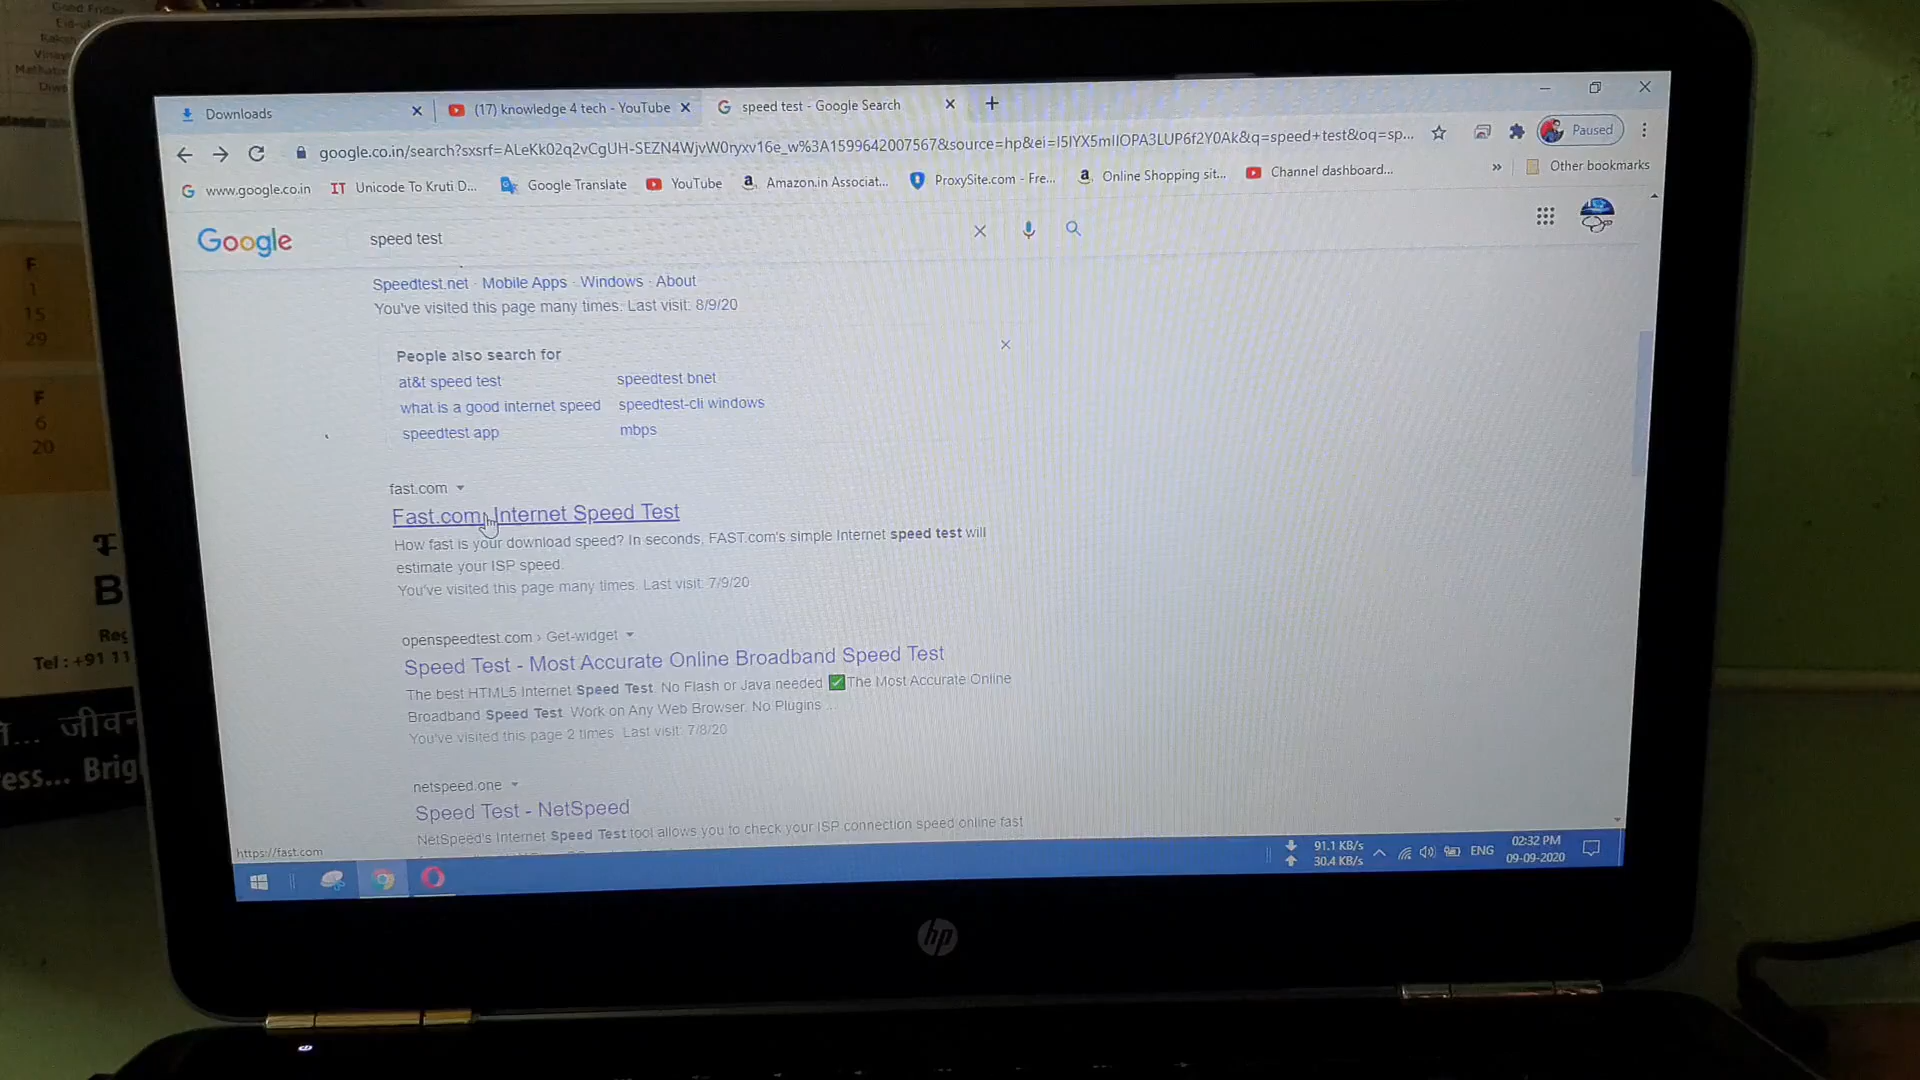 Good Friday
Downloads
(17) knowledge 4 tech - YouTube
speed test - Google Search
google.co.in/search?sxsrf=ALeKk02q2vCgUH-SEZN4WjvW0ryxv16e_w%3A1599642007567&source=hp&ei=I5IYX5mIIOPA3LUP6f2Y0Ak&q=speed+test&oq=sp...
Paused
www.google.co.in
Unicode To Kruti D...
Google Translate
YouTube
Amazon.in Associat...
ProxySite.com - Fre...
Online Shopping sit...
Channel dashboard...
»
Other bookmarks
Google
speed test
Speedtest.net · Mobile Apps · Windows · About
You've visited this page many times. Last visit: 8/9/20
People also search for
at&t speed test
speedtest bnet
what is a good internet speed
speedtest-cli windows
speedtest app
mbps
fast.com
Fast.com: Internet Speed Test
How fast is your download speed? In seconds, FAST.com's simple Internet speed test will
estimate your ISP speed.
You've visited this page many times. Last visit: 7/9/20
openspeedtest.com › Get-widget
Speed Test - Most Accurate Online Broadband Speed Test
The best HTML5 Internet Speed Test. No Flash or Java needed ✅The Most Accurate Online
Broadband Speed Test. Work on Any Web Browser. No Plugins ...
You've visited this page 2 times. Last visit: 7/8/20
netspeed.one
Speed Test - NetSpeed
NetSpeed's Internet Speed Test tool allows you to check your ISP connection speed online fast
https://fast.com
91.1 KB/s
30.4 KB/s
ENG
02:32 PM
09-09-2020
hp
F
1
15
29
F
6
20
B
Reg
Tel : +91 11
जीवन
ess... Brig